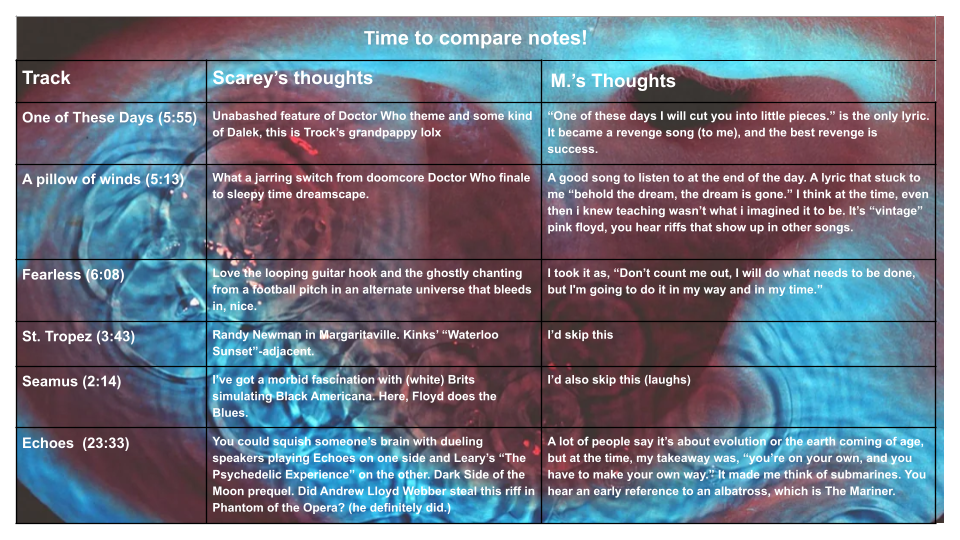 Time to compare notes!
Track
Scarey’s thoughts
M.’s Thoughts
One of These Days (5:55)
Unabashed feature of Doctor Who theme and some kind
of Dalek, this is Trock’s grandpappy lolx
“One of these days I will cut you into little pieces.” is the only lyric.
It became a revenge song (to me), and the best revenge is
success.
A pillow of winds (5:13)
What a jarring switch from doomcore Doctor Who finale
to sleepy time dreamscape.
A good song to listen to at the end of the day. A lyric that stuck to
me “behold the dream, the dream is gone.” I think at the time, even
then i knew teaching wasn’t what i imagined it to be. It’s “vintage”
pink floyd, you hear riffs that show up in other songs.
Fearless (6:08)
Love the looping guitar hook and the ghostly chanting
from a football pitch in an alternate universe that bleeds
in, nice.
I took it as, “Don’t count me out, I will do what needs to be done,
but I'm going to do it in my way and in my time.”
St. Tropez (3:43)
Randy Newman in Margaritaville. Kinks’ “Waterloo
Sunset”-adjacent.
I’d skip this
Seamus (2:14)
I’ve got a morbid fascination with (white) Brits
simulating Black Americana. Here, Floyd does the
Blues.
I’d also skip this (laughs)
Echoes (23:33)
You could squish someone’s brain with dueling
speakers playing Echoes on one side and Leary’s “The
Psychedelic Experience” on the other. Dark Side of the
Moon prequel. Did Andrew Lloyd Webber steal this riff in
Phantom of the Opera? (he definitely did.)
A lot of people say it’s about evolution or the earth coming of age,
but at the time, my takeaway was, “you’re on your own, and you
have to make your own way.” It made me think of submarines. You
hear an early reference to an albatross, which is The Mariner.